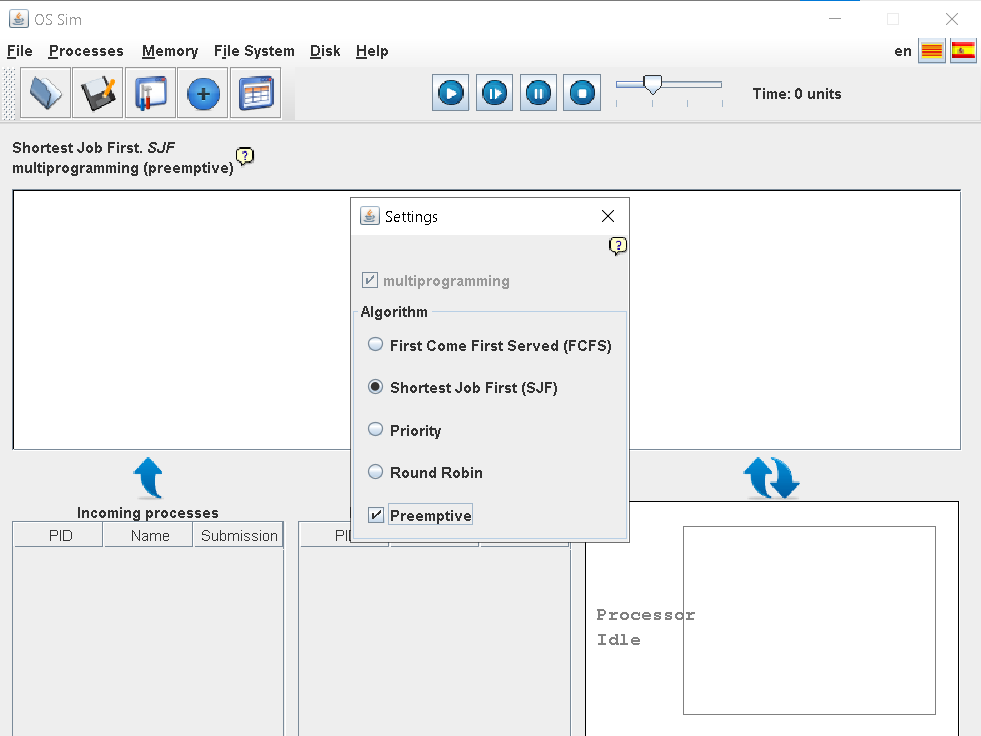 OS Sim
File Processes Memory File System Disk Help en
Time: 0 units
Shortest Job First. SJF
multiprogramming (preemptive)
?
Settings
?
multiprogramming
Algorithm
First Come First Served (FCFS)
Shortest Job First (SJF)
Priority
Round Robin
Preemptive
Incoming processes
PID Name Submission
Processor
Idle